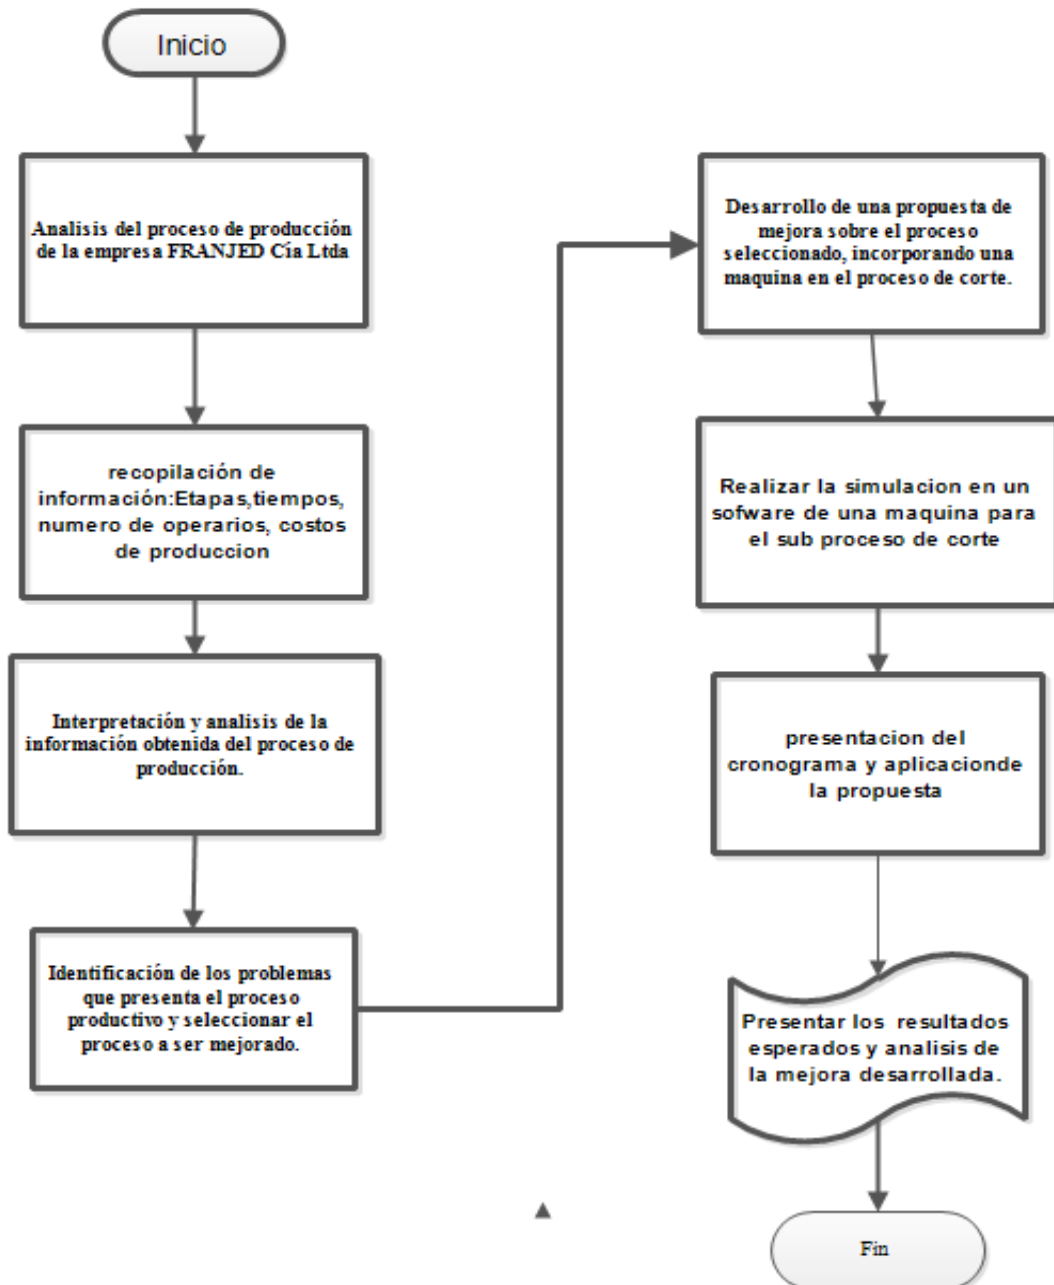 Inicio
Analisis del proceso de producción
de la empresa FRANJED Cía Ltda
recopilación de
información:Etapas,tiempos,
numero de operarios, costos
de produccion
Interpretación y analisis de la
información obtenida del proceso de
producción.
Identificación de los problemas
que presenta el proceso
productivo y seleccionar el
proceso a ser mejorado.
Desarrollo de una propuesta de
mejora sobre el proceso
seleccionado, incorporando una
maquina en el proceso de corte.
Realizar la simulacion en un
sofware de una maquina para
el sub proceso de corte
presentacion del
cronograma y aplicacionde
la propuesta
Presentar los resultados
esperados y analisis de
la mejora desarrollada.
Fin